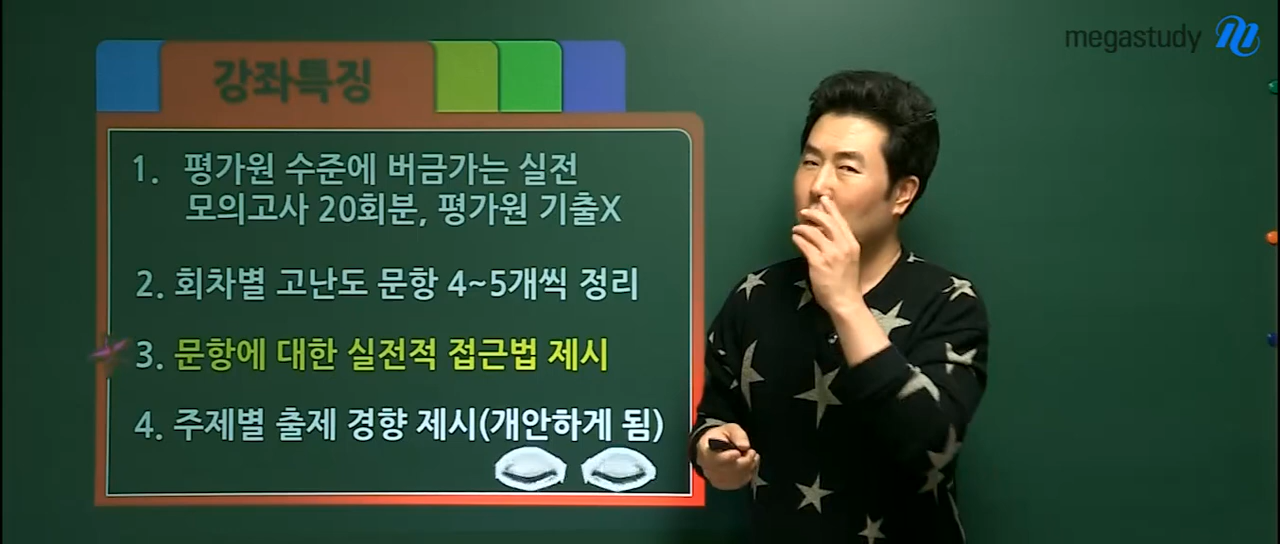 megastudy
강좌특징
1. 평가원 수준에 버금가는 실전
모의고사 20회분, 평가원 기출X
2. 회차별 고난도 문항 4~5개씩 정리
3. 문항에 대한 실전적 접근법 제시
4. 주제별 출제 경향 제시(개안하게 됨)